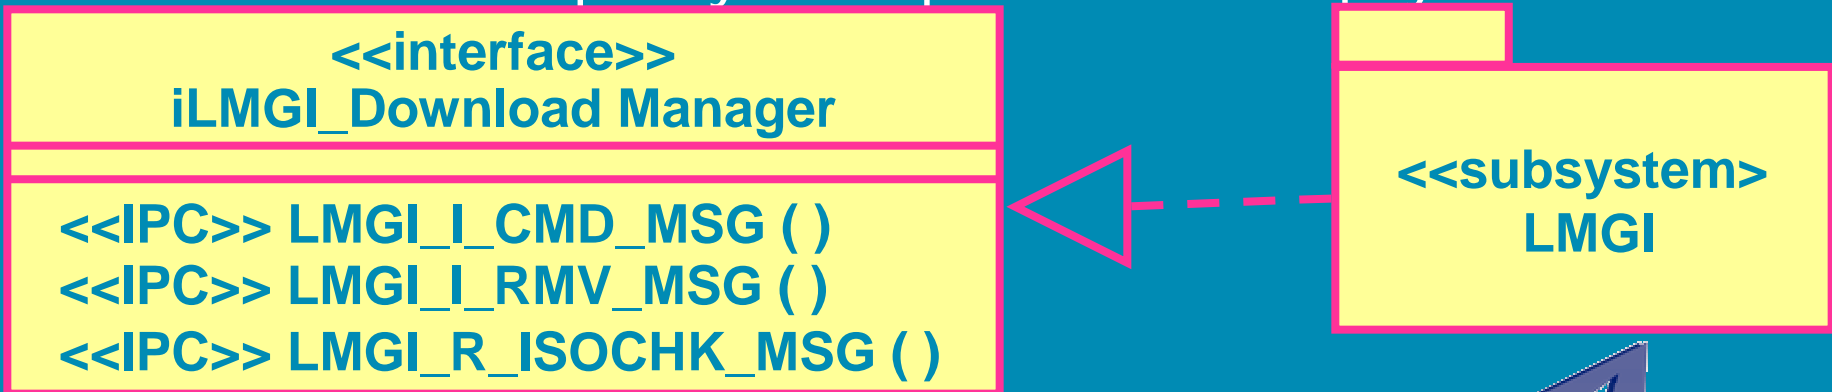 <<interface>>
iLMGI_Download Manager
<<IPC>> LMGI_I_CMD_MSG ( )
<<IPC>> LMGI_I_RMV_MSG ( )
<<IPC>> LMGI_R_ISOCHK_MSG ( )
<<subsystem>
LMGI